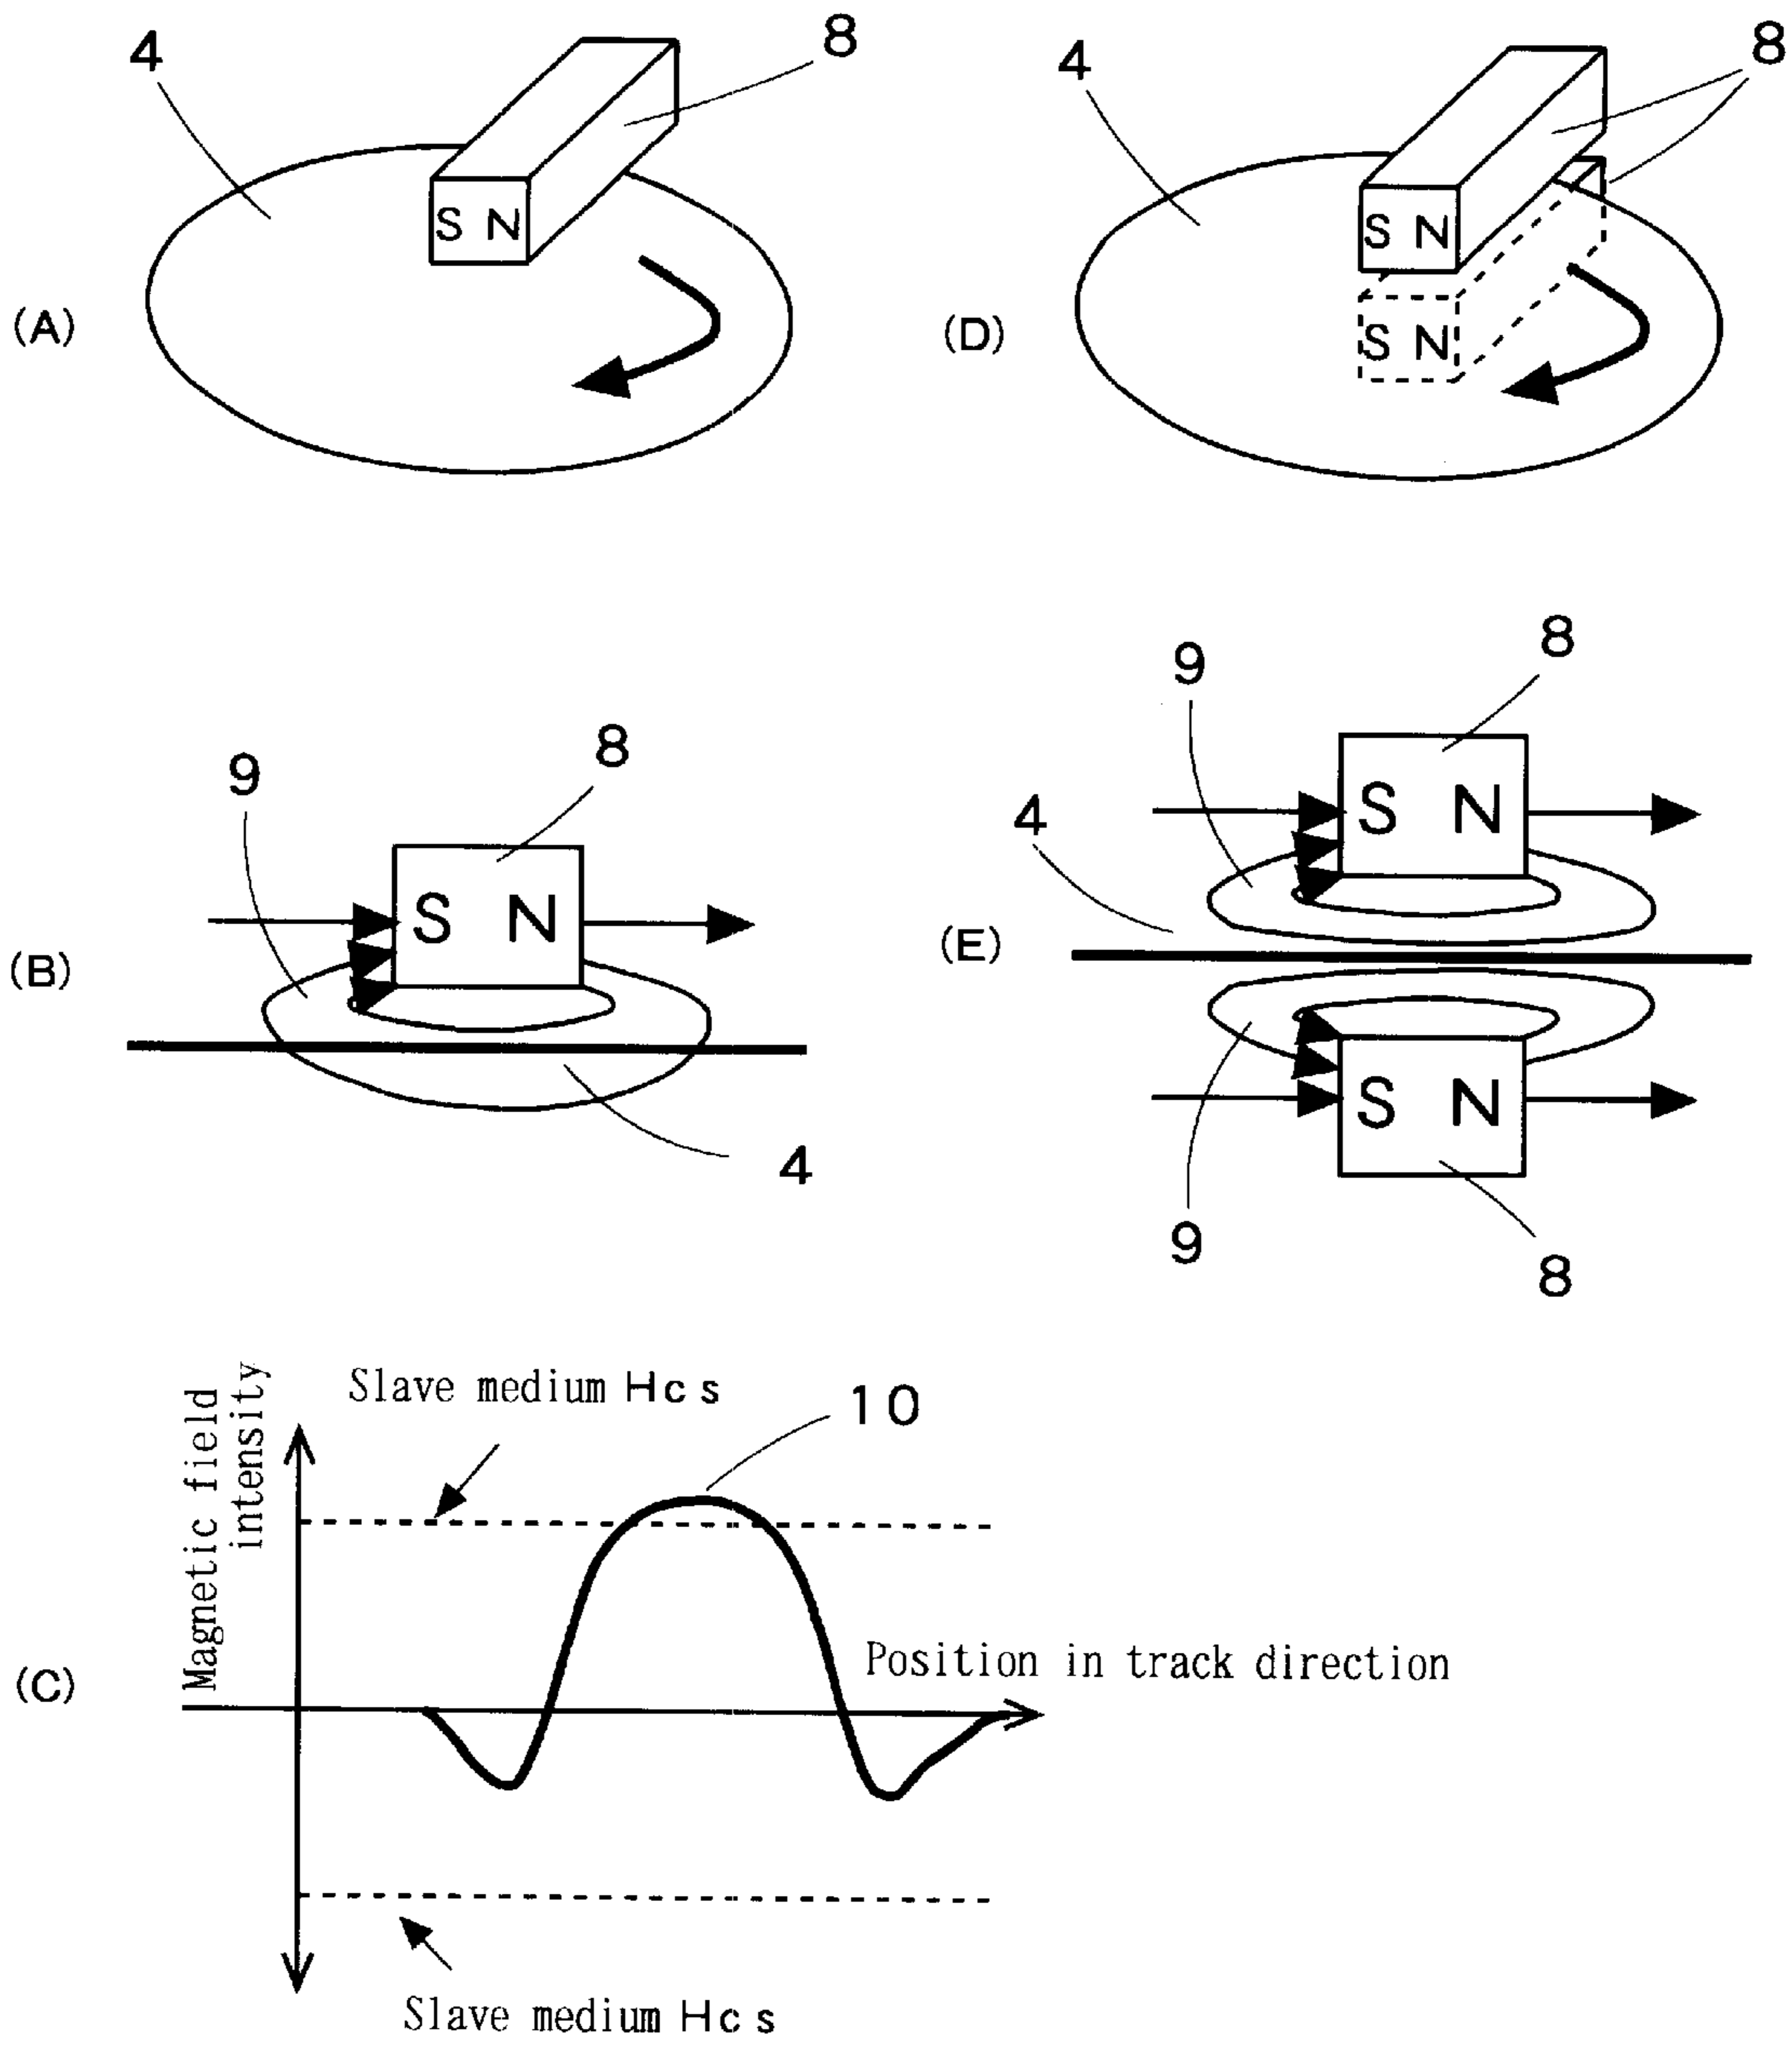 4
8
S N
(A)
4
8
S N
S N
(D)
9
8
S N
4
(B)
9
8
4
S N
(E)
S N
9
8
Magnetic field
intensity
Slave medium Hcs
10
Position in track direction
(C)
Slave medium Hcs